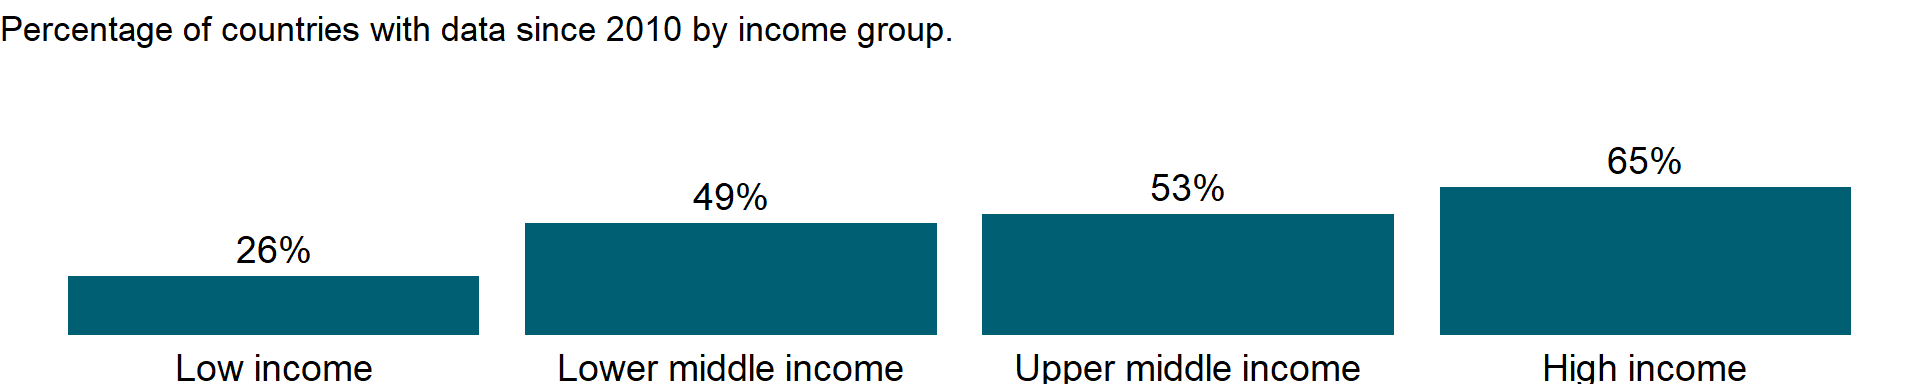 Percentage of countries with data since 2010 by income group.
65%
53%
49%
26%
Low income Lower middle income Upper middle income High income